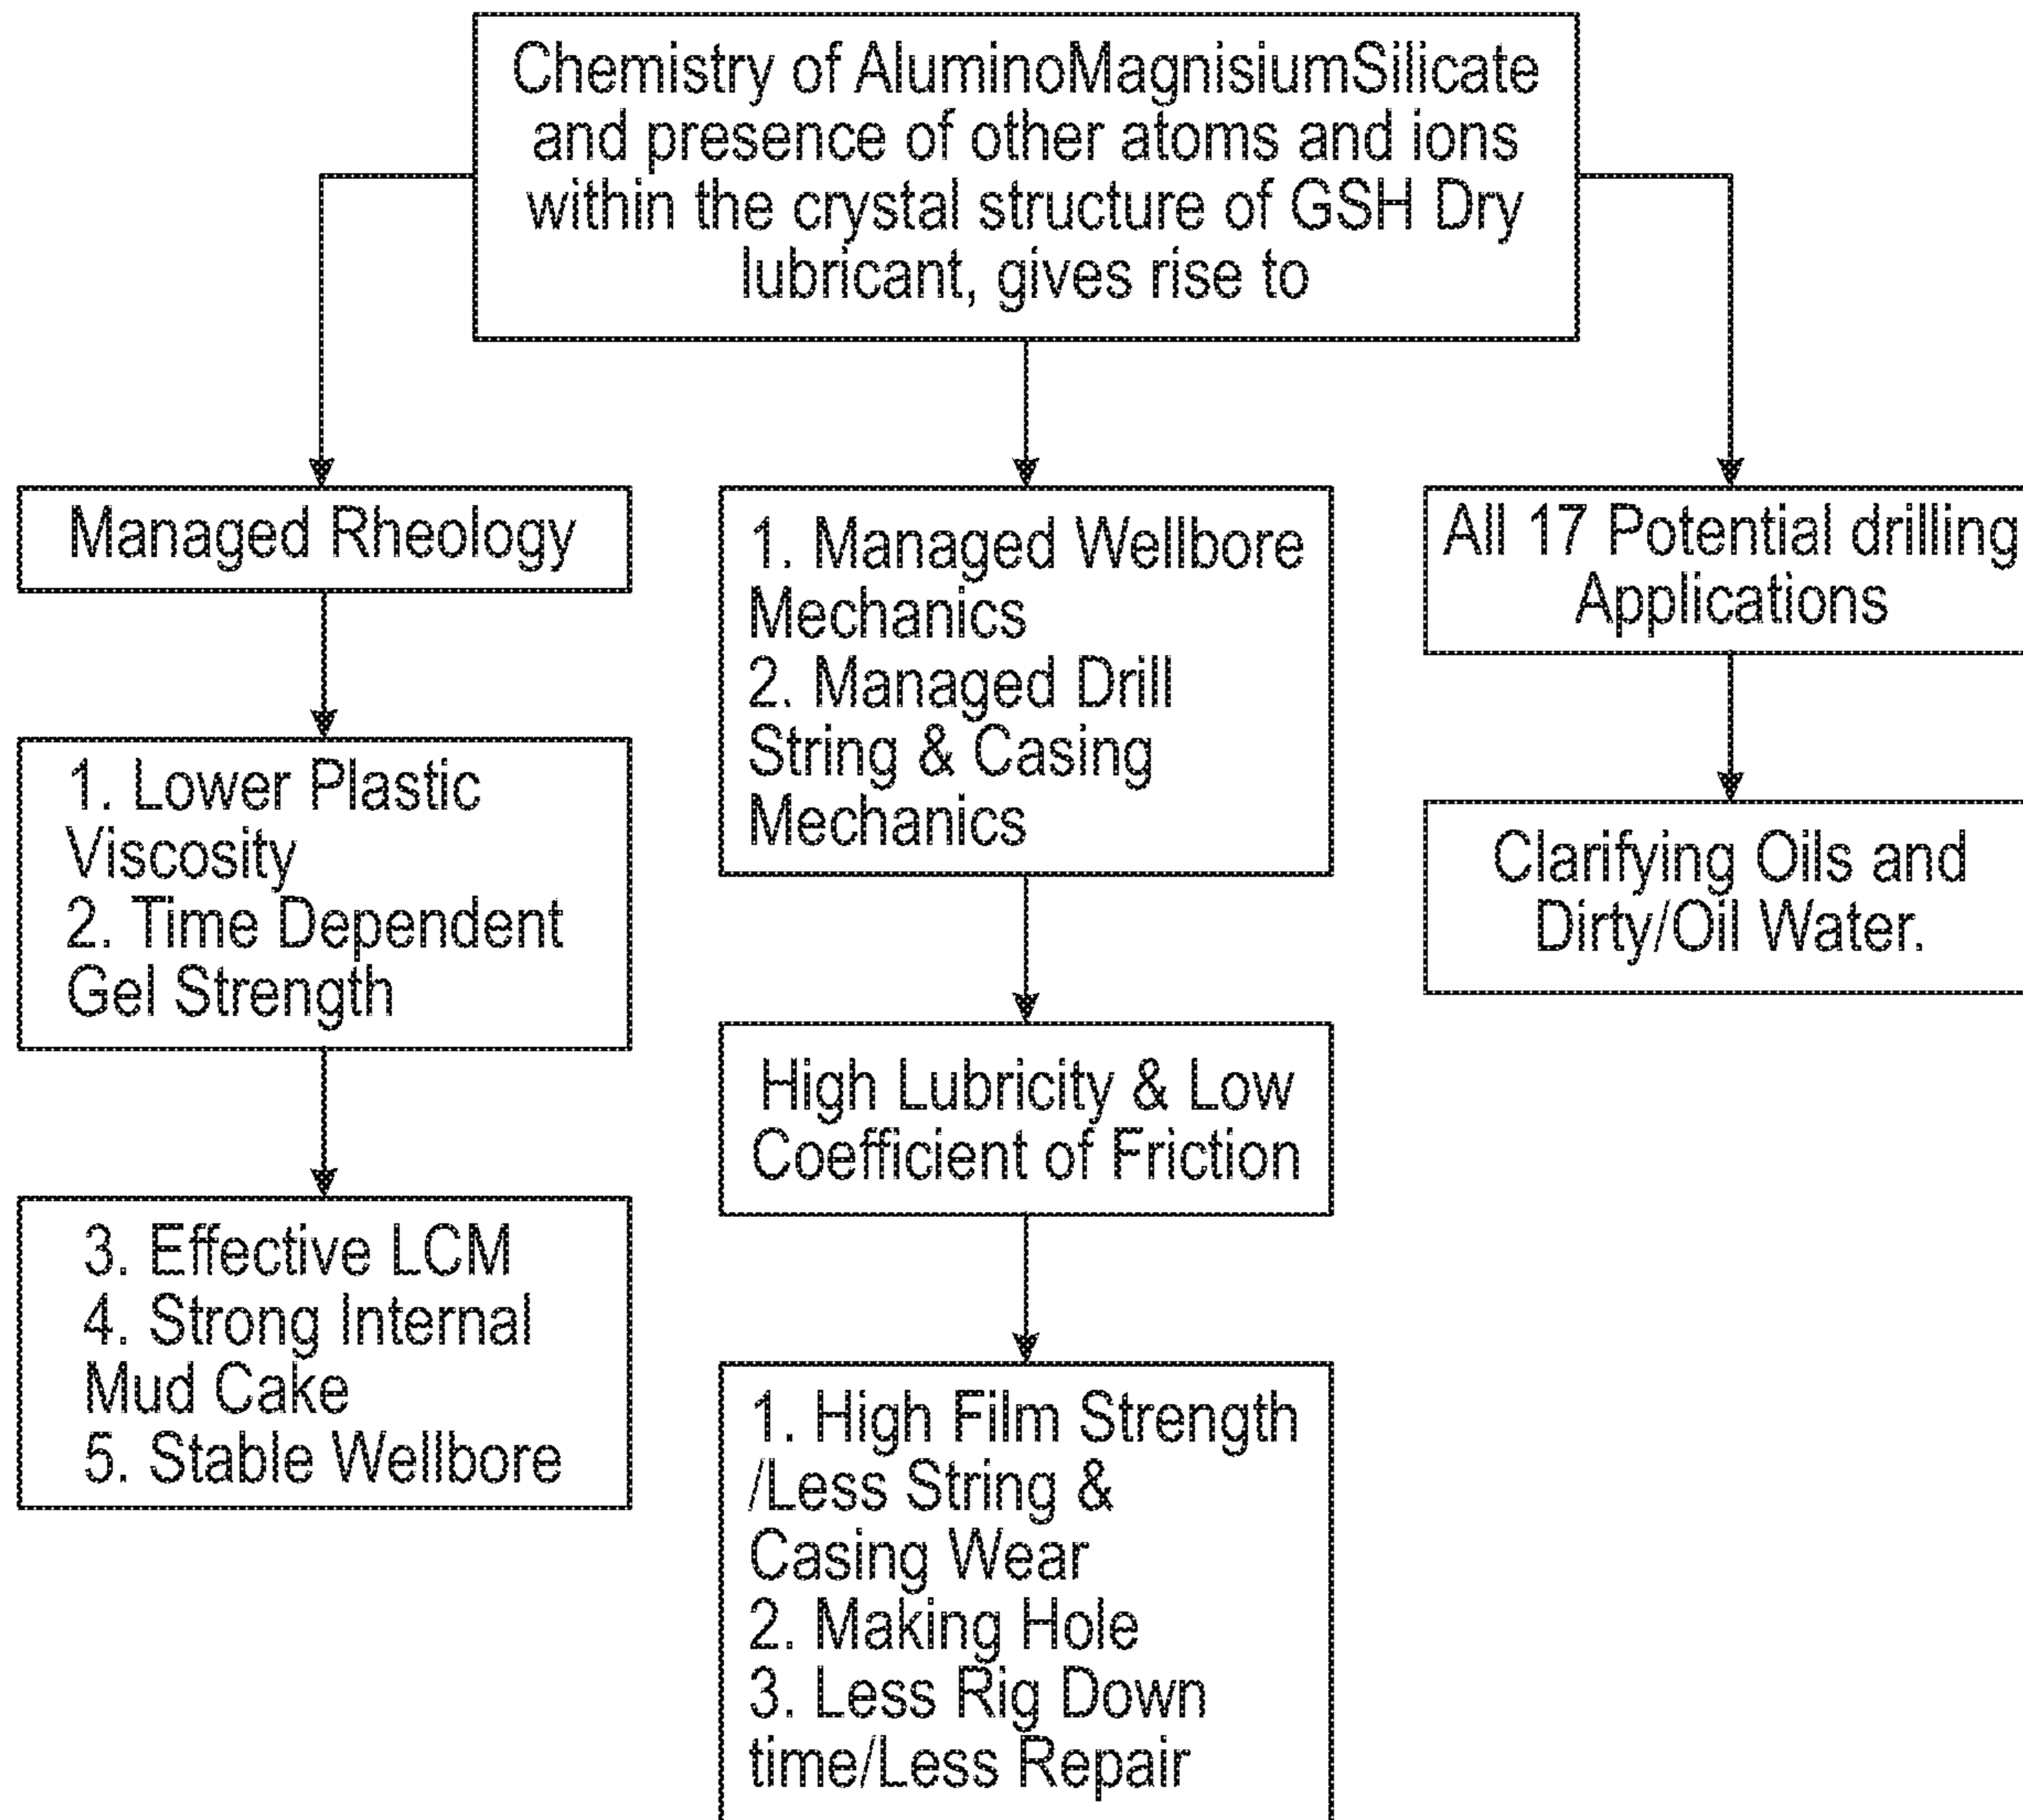 Chemistry of AluminoMagnisiumSilicate
and presence of other atoms and ions
within the crystal structure of GSH Dry
lubricant, gives rise to
Managed Rheology
1. Lower Plastic
Viscosity
2. Time Dependent
Gel Strength
3. Effective LCM
4. Strong Internal
Mud Cake
5. Stable Wellbore
1. Managed Wellbore
Mechanics
2. Managed Drill
String & Casing
Mechanics
High Lubricity & Low
Coefficient of Friction
1. High Film Strength
/Less String &
Casing Wear
2. Making Hole
3. Less Rig Down
time/Less Repair
All 17 Potential drilling
Applications
Clarifying Oils and
Dirty/Oil Water.